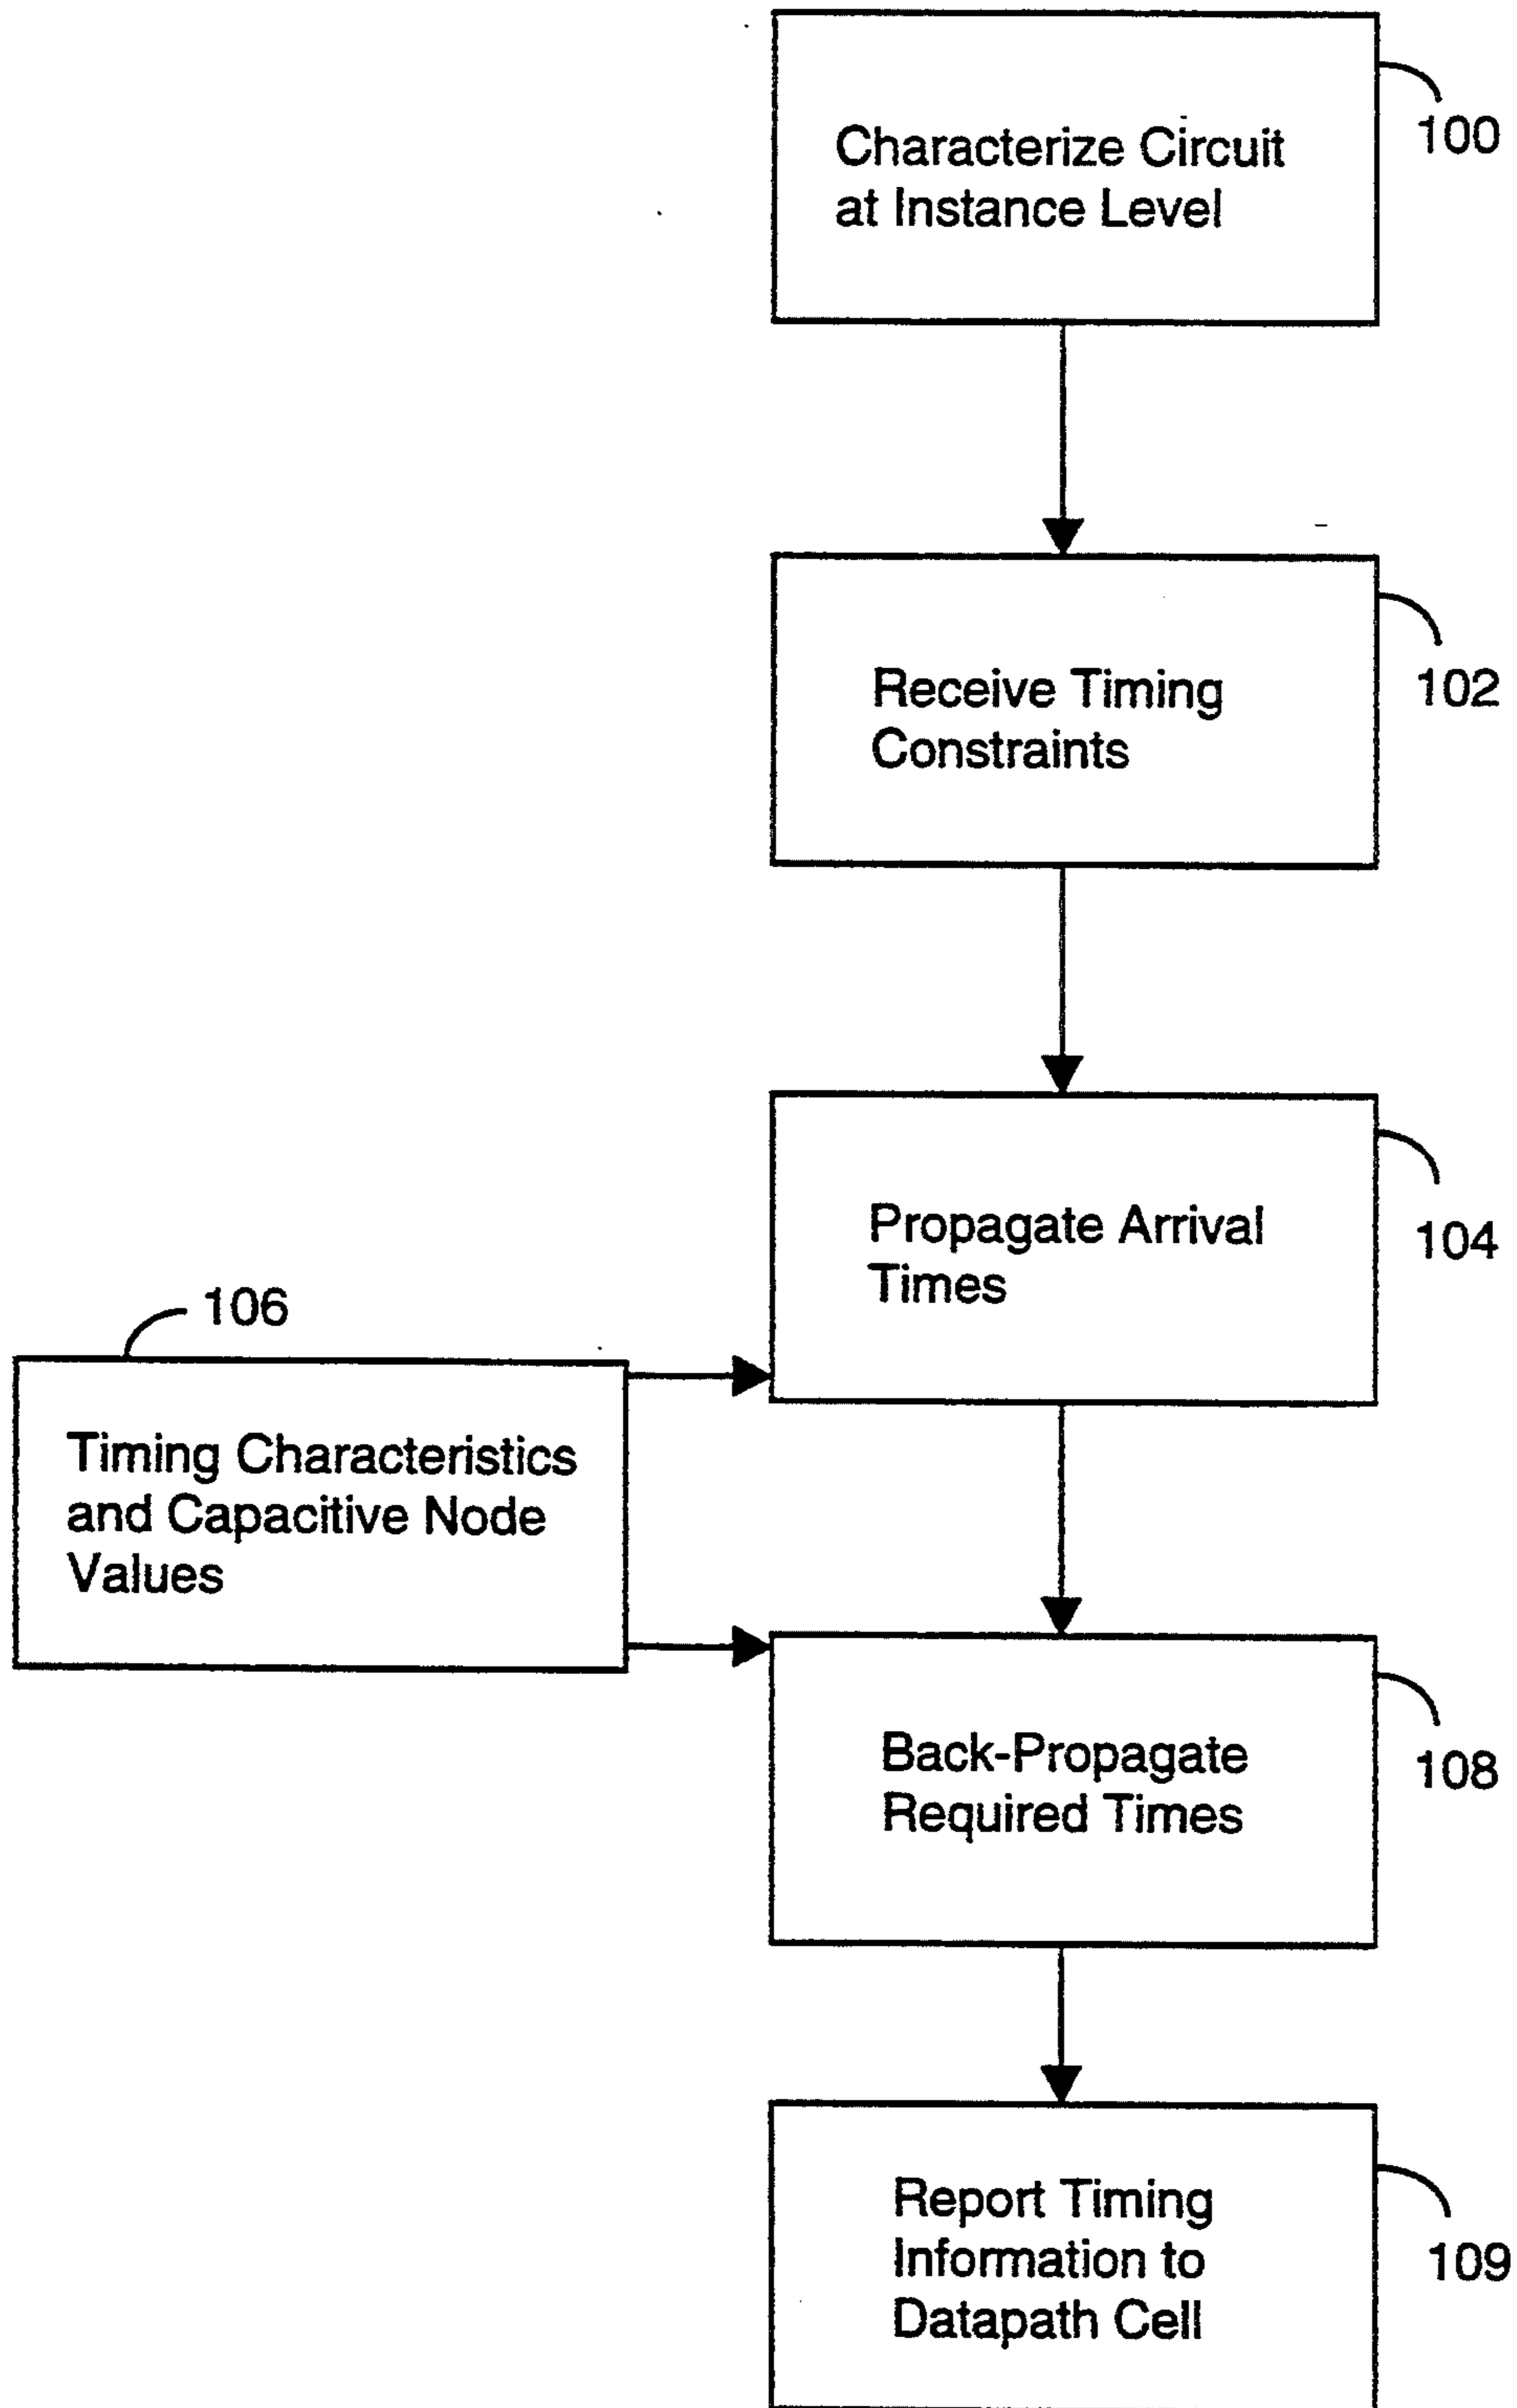 Characterize Circuit
at Instance Level
100
Receive Timing
Constraints
102
Propagate Arrival
Times
104
106
Timing Characteristics
and Capacitive Node
Values
Back-Propagate
Required Times
108
Report Timing
Information to
Datapath Cell
109